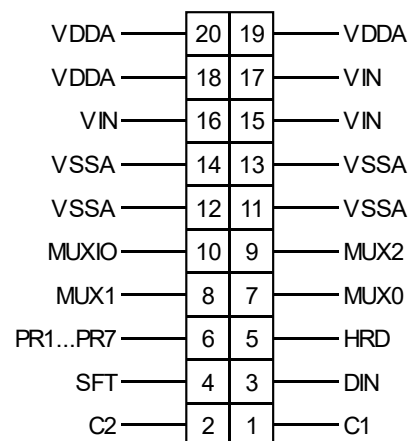 VDDA 20 19 VDDA
VDDA 18 17 VIN
VIN 16 15 VIN
VSSA 14 13 VSSA
VSSA 12 11 VSSA
MUXIO 10 9 MUX2
MUX1 8 7 MUX0
PR1...PR7 6 5 HRD
SFT 4 3 DIN
C2 2 1 C1